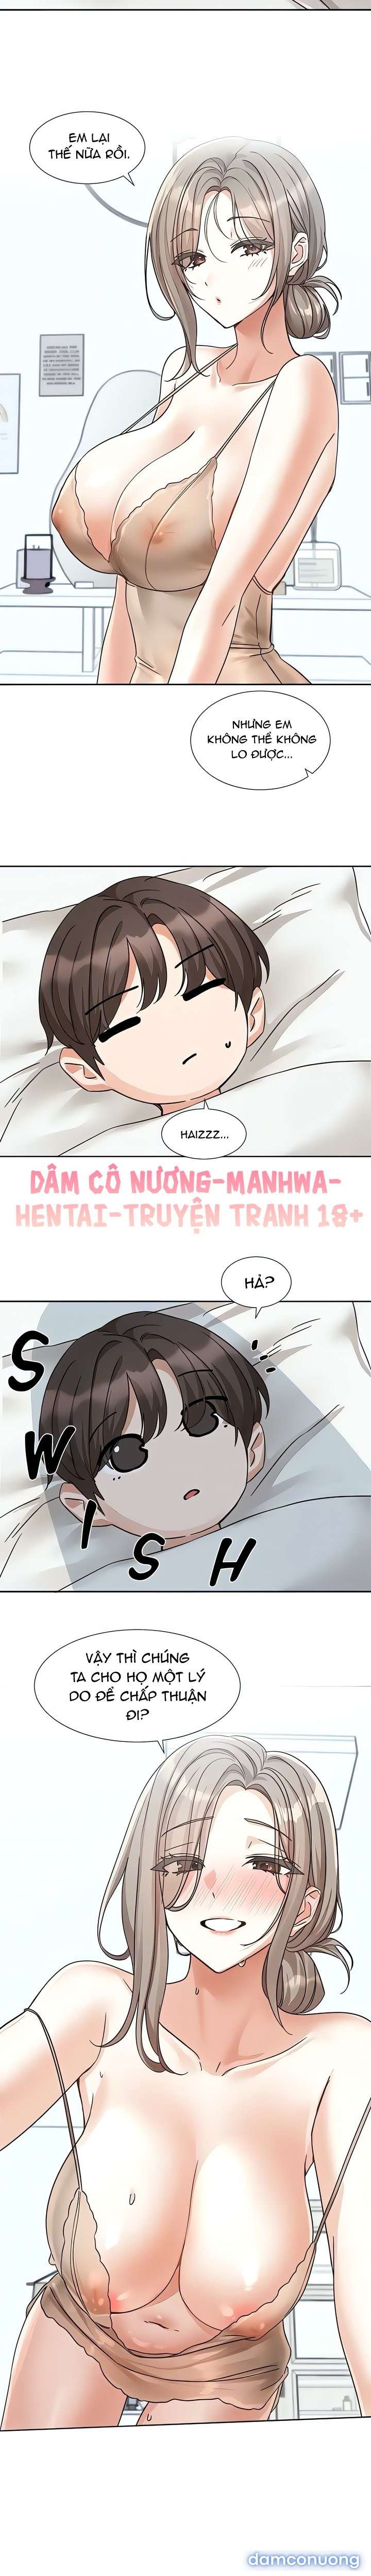 EM LẠI
THẾ NỮA RỒI.
NHƯNG EM
KHÔNG THỂ KHÔNG
LO ĐƯỢC...
HAIZZZ...
DÂM CÔ NƯƠNG-MANHWA-
HENTAI-TRUYỆN TRANH 18+
HẢ?
SWISH
VẬY THÌ CHÚNG
TA CHO HỌ MỘT LÝ
DO ĐỂ CHẤP THUẬN
ĐI?
damconuong